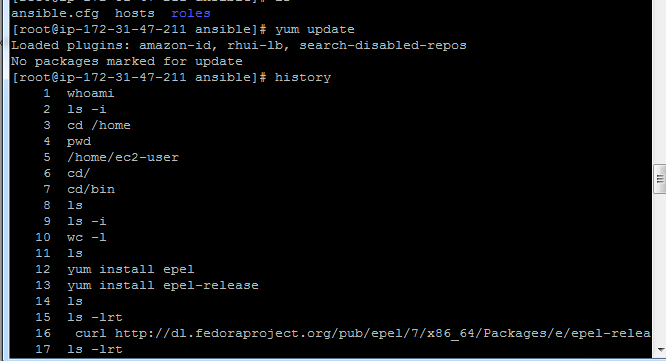 ansible.cfg hosts roles
[root@ip-172-31-47-211 ansible]# yum update
Loaded plugins: amazon-id, rhui-lb, search-disabled-repos
No packages marked for update
[root@ip-172-31-47-211 ansible]# history
1 whoami
2 ls -i
3 cd /home
4 pwd
5 /home/ec2-user
6 cd/
7 cd/bin
8 ls
9 ls -i
10 wc -l
11 ls
12 yum install epel
13 yum install epel-release
14 ls
15 ls -lrt
16 curl http://dl.fedoraproject.org/pub/epel/7/x86_64/Packages/e/epel-relea
17 ls -lrt